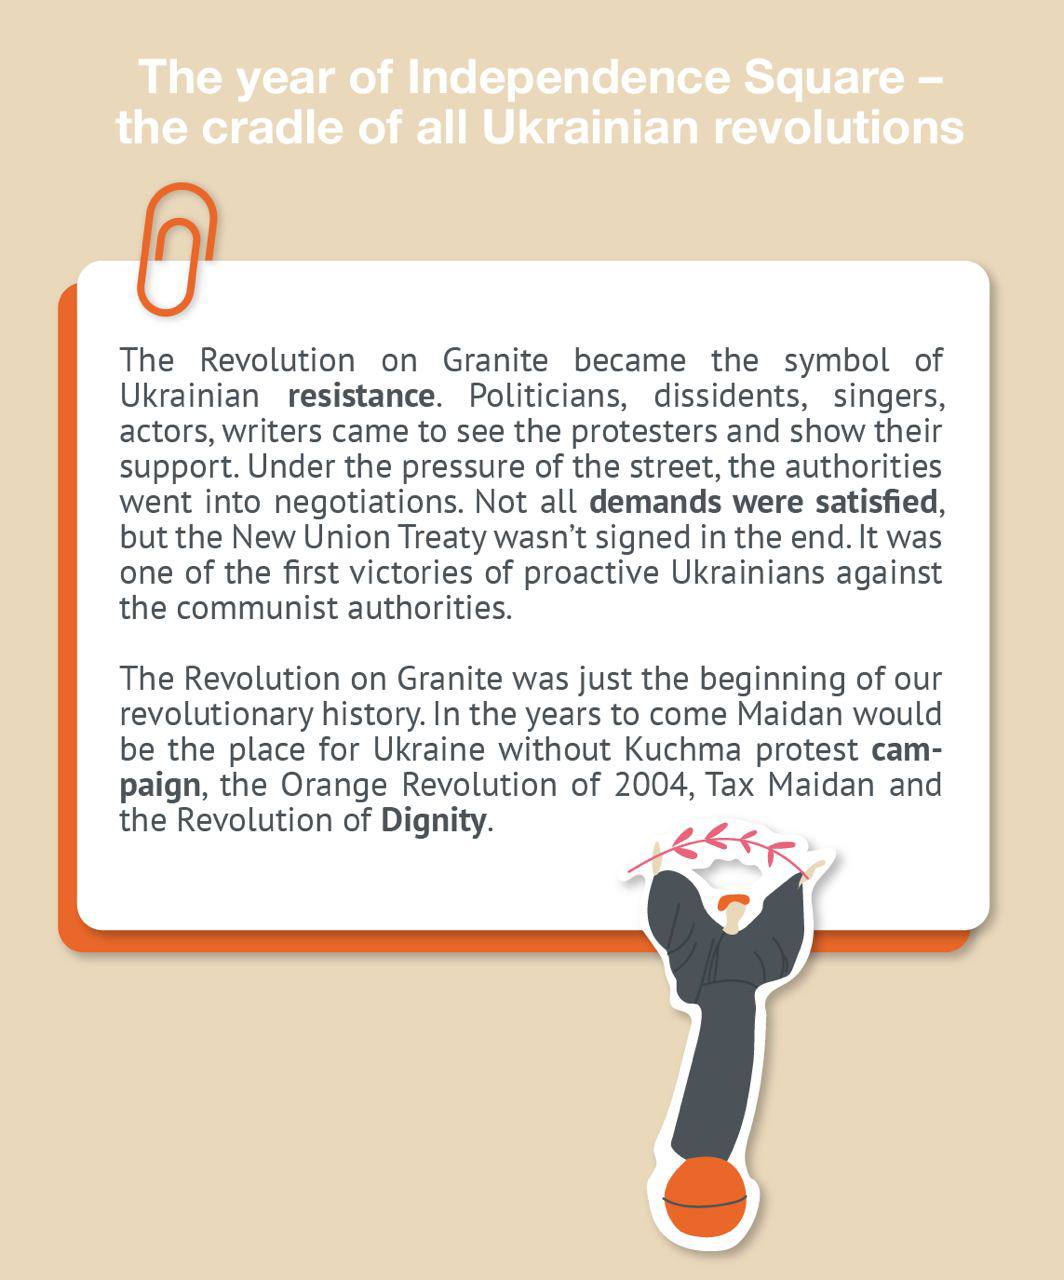 The year of Independence Square –
the cradle of all Ukrainian revolutions
The Revolution on Granite became the symbol of
Ukrainian resistance. Politicians, dissidents, singers,
actors, writers came to see the protesters and show their
support. Under the pressure of the street, the authorities
went into negotiations. Not all demands were satisfied,
but the New Union Treaty wasn’t signed in the end. It was
one of the first victories of proactive Ukrainians against
the communist authorities.
The Revolution on Granite was just the beginning of our
revolutionary history. In the years to come Maidan would
be the place for Ukraine without Kuchma protest cam-
paign, the Orange Revolution of 2004, Tax Maidan and
the Revolution of Dignity.